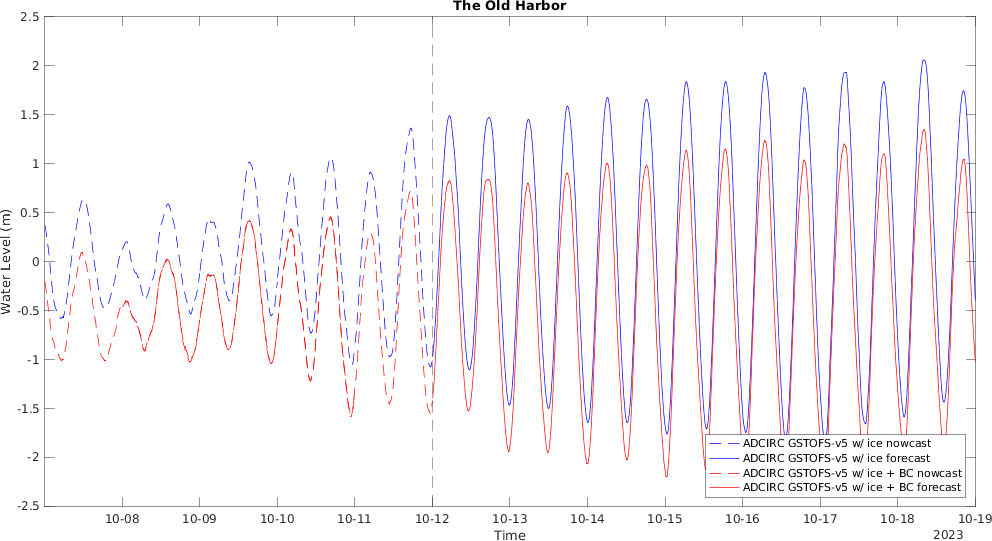 The Old Harbor
2.5
2
1.5
1
0.5
0
-0.5
-1
-1.5
-2
-2.5
Water Level (m)
ADCIRC GSTOFS-v5 w/ ice nowcast
ADCIRC GSTOFS-v5 w/ ice forecast
ADCIRC GSTOFS-v5 w/ ice + BC nowcast
ADCIRC GSTOFS-v5 w/ ice + BC forecast
10-08 10-09 10-10 10-11 10-12 10-13 10-14 10-15 10-16 10-17 10-18 10-19
Time
2023